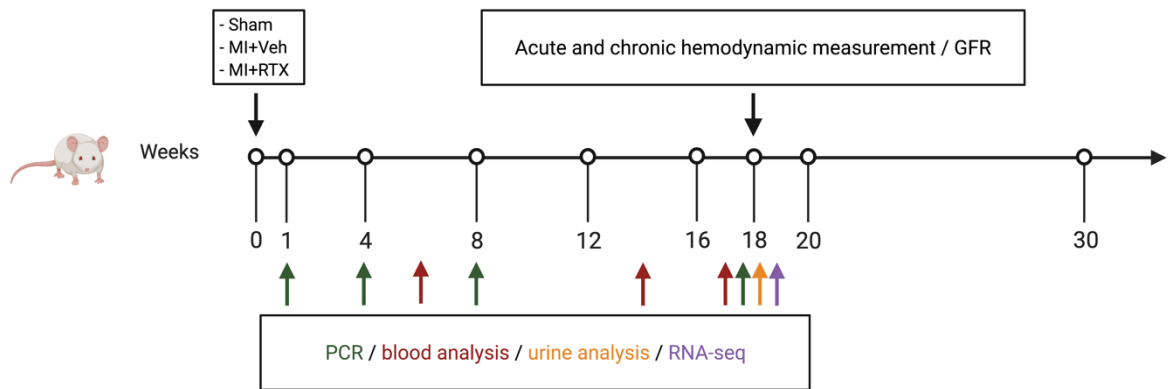 - Sham
- MI+Veh
- MI+RTX
Acute and chronic hemodynamic measurement / GFR
Weeks
0 1 4 8 12 16 18 20 30
PCR / blood analysis / urine analysis / RNA-seq